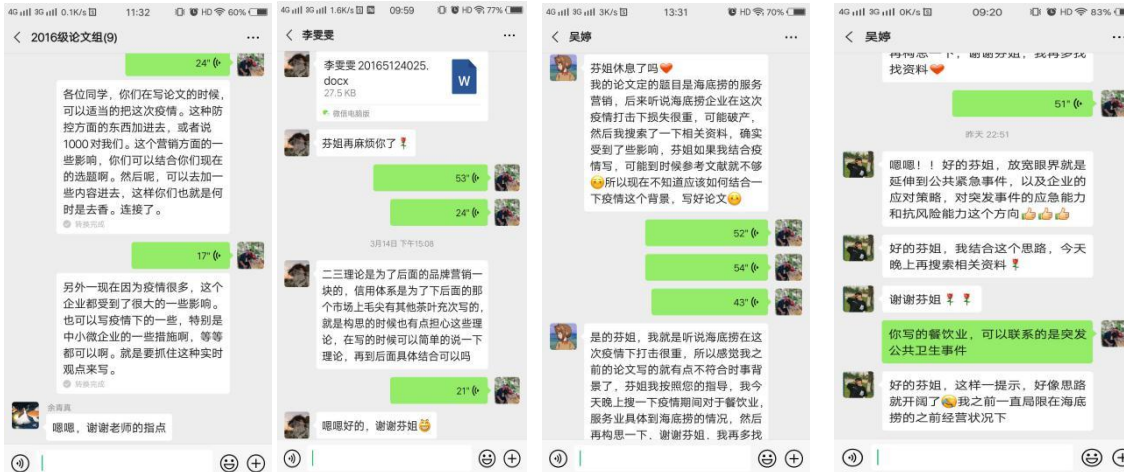 4G 3G 0.1K/s 11:32 HD 60%
2016级论文组(9)
24"
各位同学，你们在写论文的时候，
可以适当的把这次疫情。这种防
控方面的东西加进去，或者说
1000对我们。这个营销方面的一
些影响，你们可以结合你们现在
的选题啊。然后呢，可以去加一
些内容进去，这样你们也就是何
时是去香。连接了。
转换完成
17"
另外一现在因为疫情很多，这个
企业都受到了很大的一些影响。
也可以写疫情下的一些，特别是
中小微企业的一些措施啊，等等
都可以啊。就是要抓住这种实时
观点来写。
转换完成
余青真
嗯嗯，谢谢老师的指点
4G 3G 1.6K/s 09:59 HD 77%
李雯雯
李雯雯 20165124025.
docx
27.5 KB
W
微信电脑版
芬姐再麻烦你了
53"
24"
3月14日 下午15:08
二三理论是为了后面的品牌营销一
块的，信用体系是为了下后面的那
个市场上毛尖有其他茶叶充次写的，
就是构思的时候也有点担心这些理
论，在写的时候可以简单的说一下
理论，再到后面具体结合可以吗
21"
嗯嗯好的，谢谢芬姐
4G 3G 3K/s 13:31 HD 70%
吴婷
芬姐休息了吗
我的论文定的题目是海底捞的服务
营销，后来听说海底捞企业在这次
疫情打击下损失很重，可能破产，
然后我搜索了一下相关资料，确实
受到了些影响，芬姐如果我结合疫
情写，可能到时候参考文献就不够
所以现在不知道应该如何结合一
下疫情这个背景，写好论文
52"
54"
43"
是的芬姐，我就是听说海底捞在这
次疫情下打击很重，所以感觉我之
前的论文写的就有点不符合时事背
景了，芬姐我按照您的指导，我今
天晚上搜一下疫情期间对于餐饮业，
服务业具体到海底捞的情况，然后
再构思一下，谢谢芬姐，我再多找
4G 3G 0K/s 09:20 HD 83%
吴婷
再构思一下，谢谢芬姐，我再多找
找资料
51"
昨天 22:51
嗯嗯！！好的芬姐，放宽眼界就是
延伸到公共紧急事件，以及企业的
应对策略，对突发事件的应急能力
和抗风险能力这个方向
好的芬姐，我结合这个思路，今天
晚上再搜索相关资料
谢谢芬姐
你写的餐饮业，可以联系的是突发
公共卫生事件
好的芬姐，这样一提示，好像思路
就开阔了我之前一直局限在海底
捞的之前经营状况下